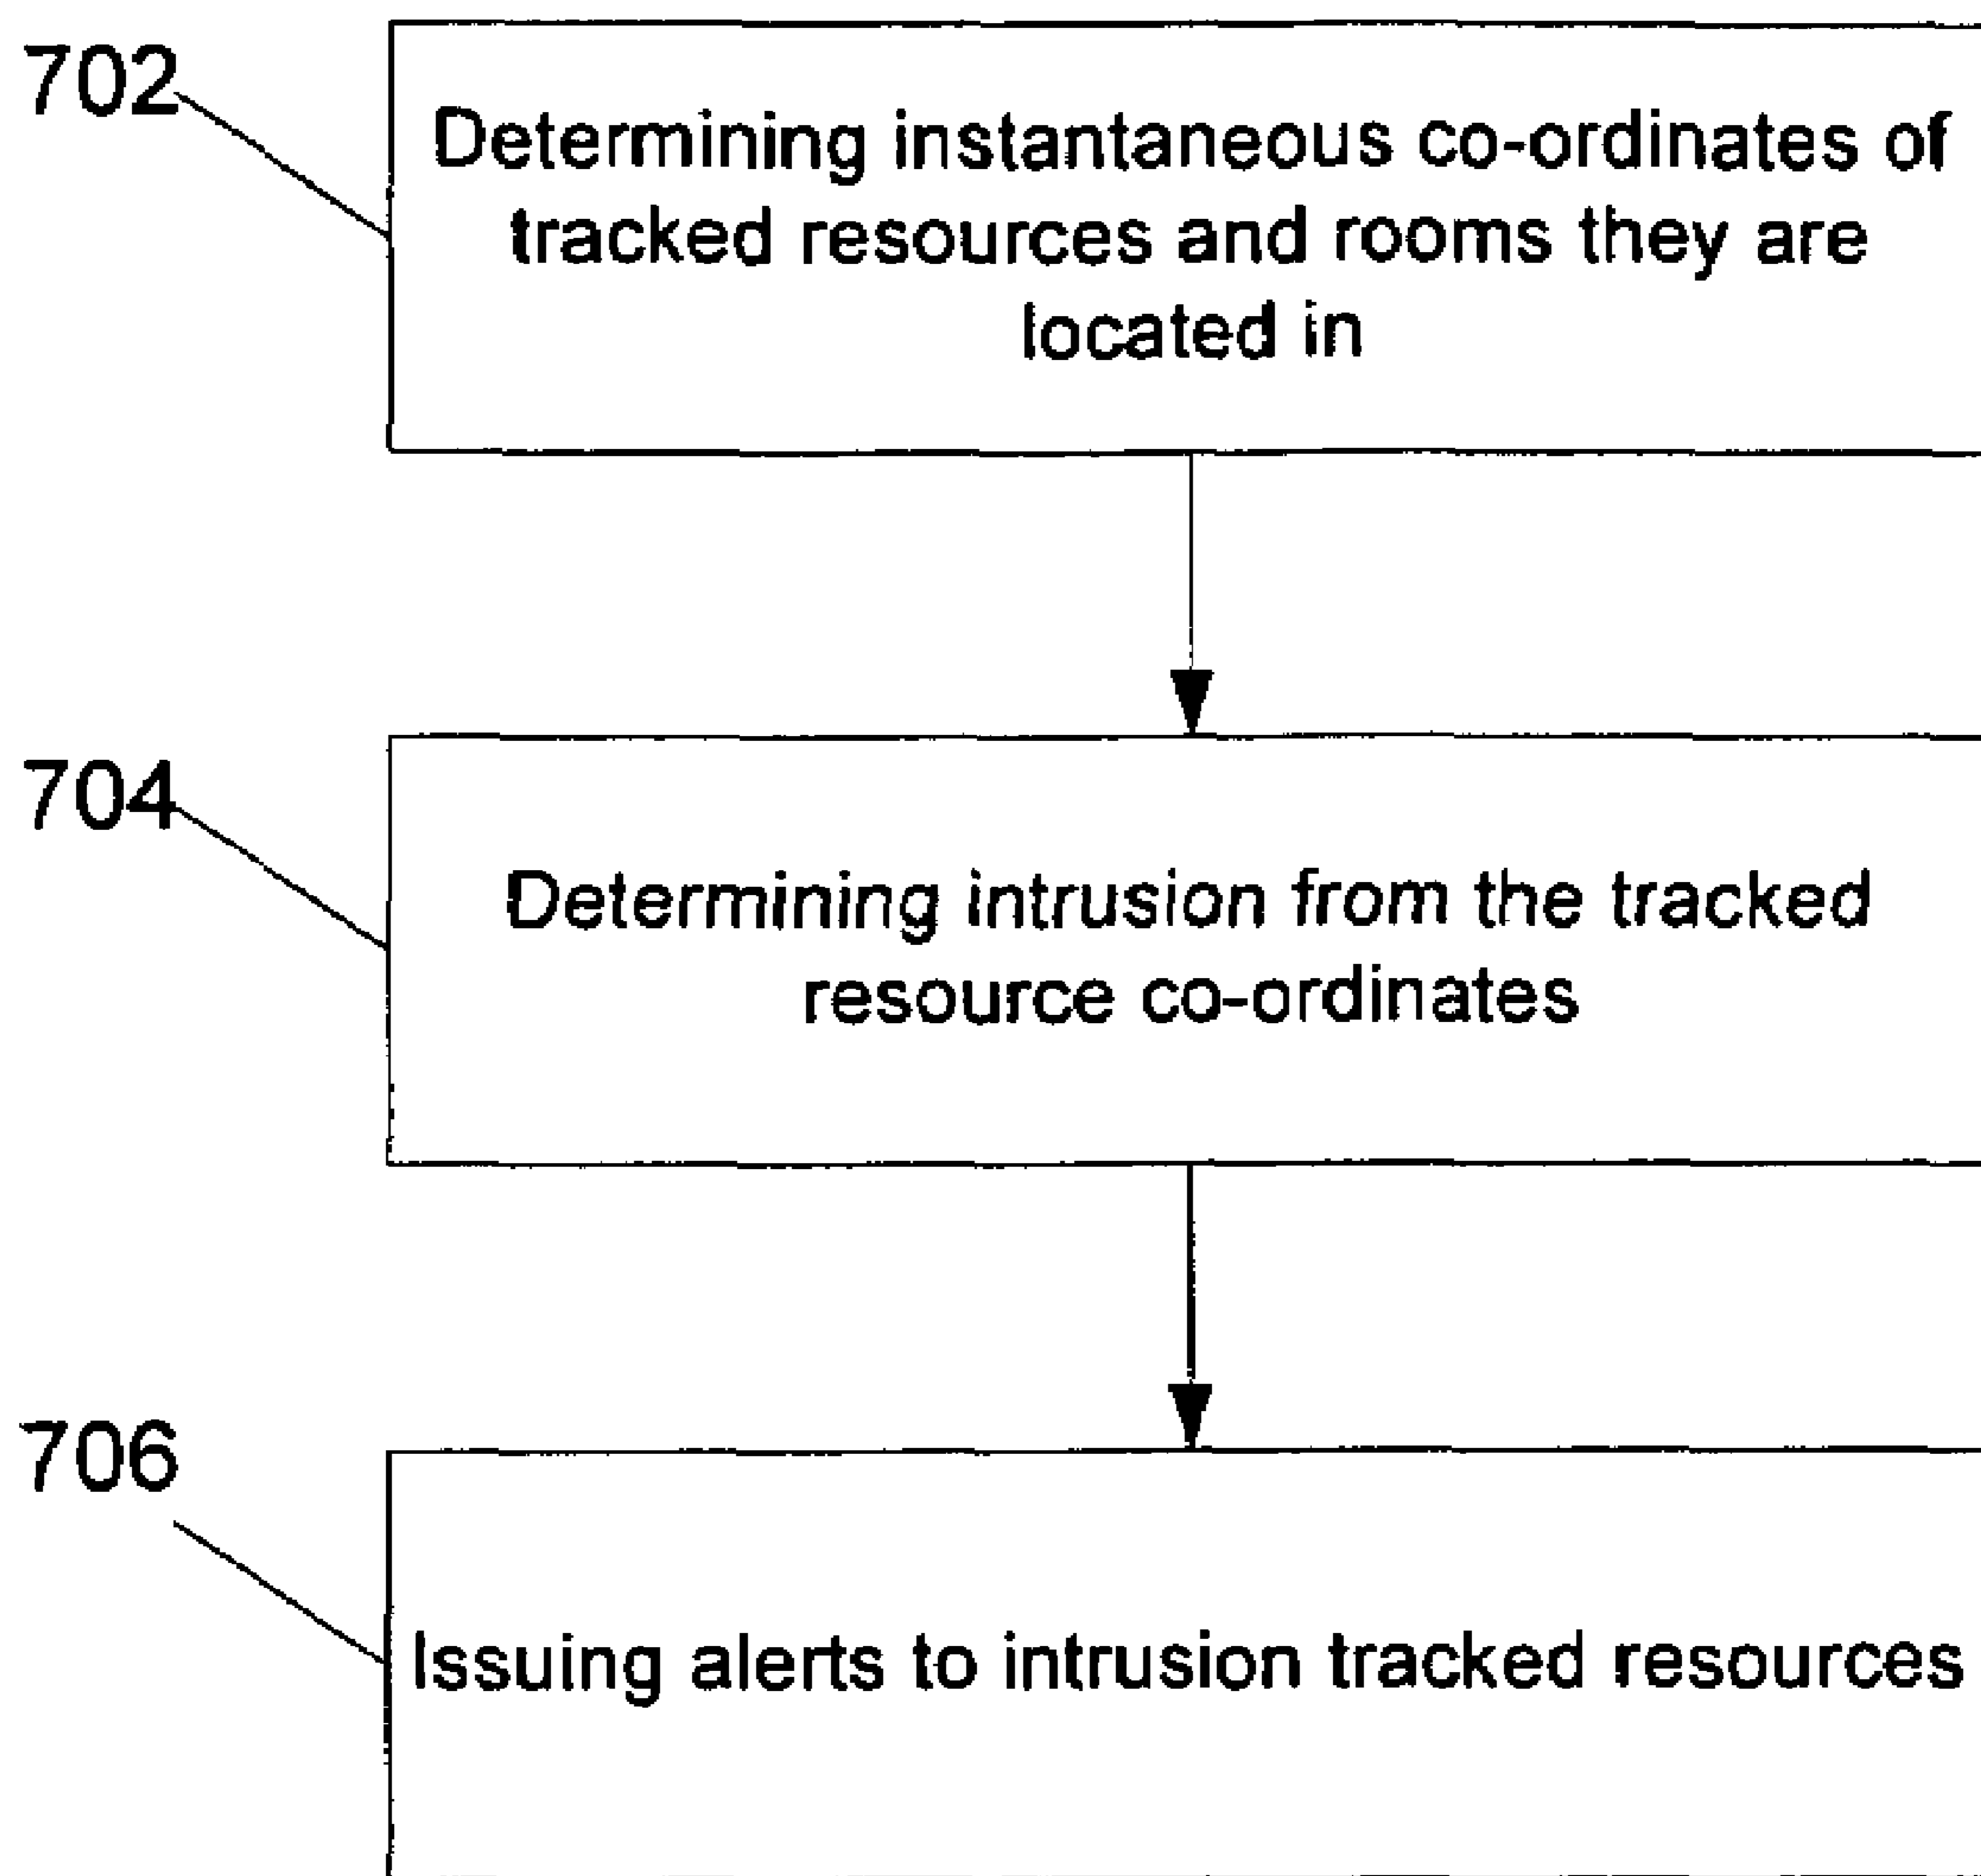 702
Determining instantaneous co-ordinates of
tracked resources and rooms they are
located in
704
Determining intrusion from the tracked
resource co-ordinates
706
Issuing alerts to intrusion tracked resources